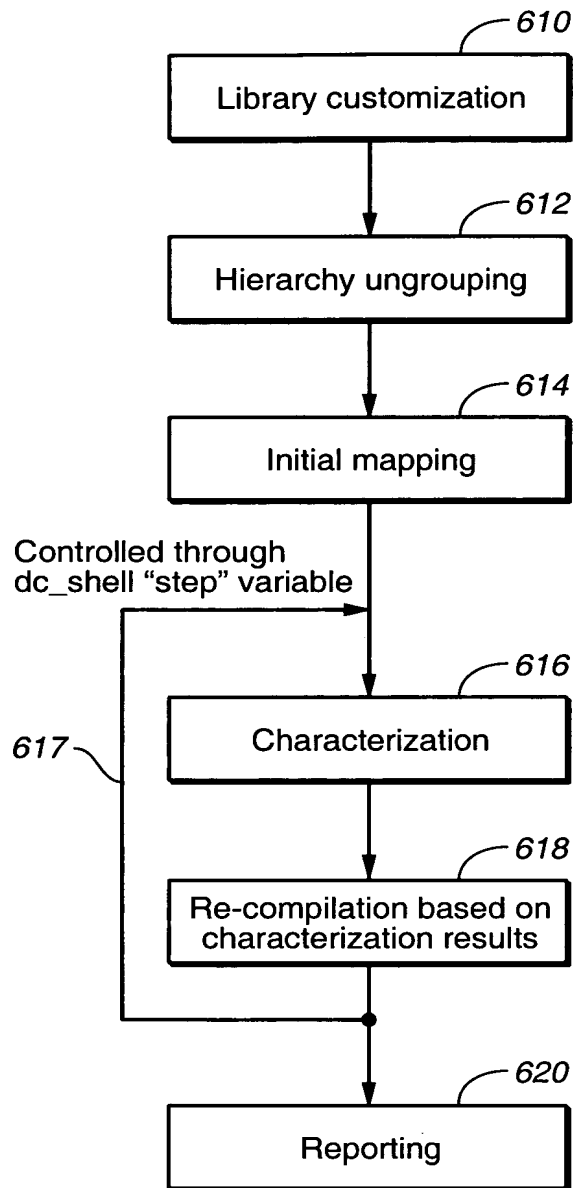 610
Library customization
612
Hierarchy ungrouping
614
Initial mapping
Controlled through
dc_shell “step” variable
616
Characterization
617
618
Re-compilation based on
characterization results
620
Reporting